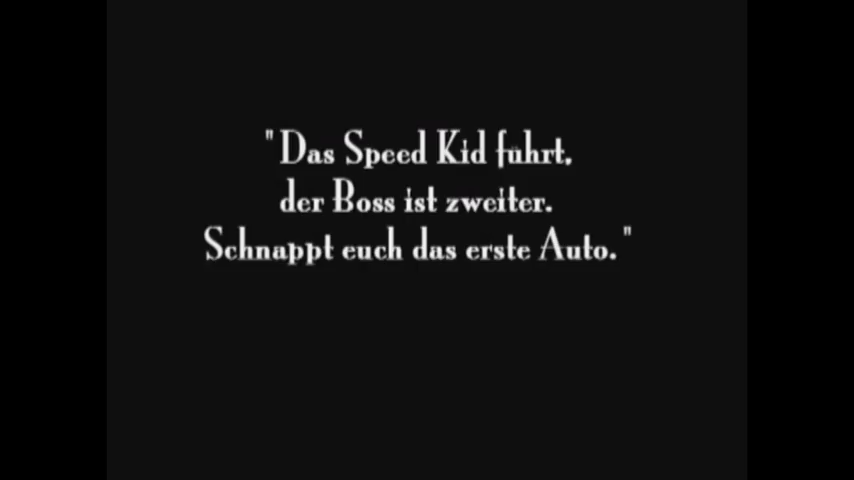 "Das Speed Kid führt,
der Boss ist zweiter.
Schnappt euch das erste Auto."